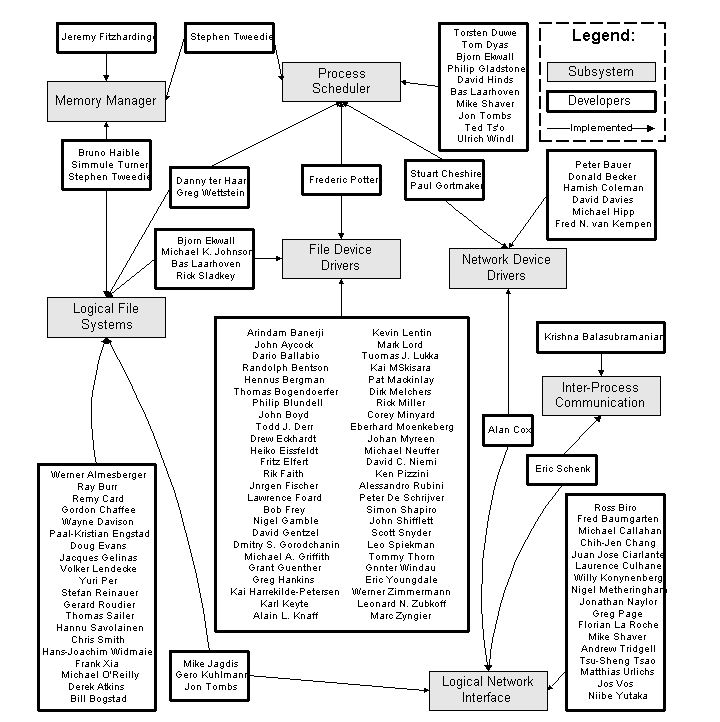 Jeremy Fitzhardinge
Stephen Tweedie
Process
Scheduler
Memory Manager
Torsten Duwe
Tom Dyas
Bjorn Ekwall
Philip Gladstone
David Hinds
Bas Laarhoven
Mike Shaver
Jon Tombs
Ted Ts'o
Ulrich Windl
Legend:
Subsystem
Developers
Implemented
Bruno Haible
Simmule Turner
Stephen Tweedie
Danny ter Haar
Greg Wettstein
Frederic Potter
Stuart Cheshire
Paul Gortmaker
Peter Bauer
Donald Becker
Hamish Coleman
David Davies
Michael Hipp
Fred N. van Kempen
Bjorn Ekwall
Michael K. Johnson
Bas Laarhoven
Rick Sladkey
File Device
Drivers
Network Device
Drivers
Logical File
Systems
Arindam Banerji
John Aycock
Dario Ballabio
Randolph Bentson
Hennus Bergman
Thomas Bogendoerfer
Philip Blundell
John Boyd
Todd J. Derr
Drew Eckhardt
Heiko Eissfeldt
Fritz Elfert
Rik Faith
Jnrgen Fischer
Lawrence Foard
Bob Frey
Nigel Gamble
David Gentzel
Dmitry S. Gorodchanin
Michael A. Griffith
Grant Guenther
Greg Hankins
Kai Harrekilde-Petersen
Karl Keyte
Alain L. Knaff
Kevin Lentin
Mark Lord
Tuomas J. Lukka
Kai MSkisara
Pat Mackinlay
Dirk Melchers
Rick Miller
Corey Minyard
Eberhard Moenkeberg
Johan Myreen
Michael Neuffer
David C. Niemi
Ken Pizzini
Alessandro Rubini
Peter De Schrijver
Simon Shapiro
John Shifflett
Scott Snyder
Leo Spiekman
Tommy Thorn
Gnnter Windau
Eric Youngdale
Werner Zimmermann
Leonard N. Zubkoff
Marc Zyngier
Krishna Balasubramanian
Inter-Process
Communication
Alan Cox
Eric Schenk
Werner Almesberger
Ray Burr
Remy Card
Gordon Chaffee
Wayne Davison
Paal-Kristian Engstad
Doug Evans
Jacques Gelinas
Volker Lendecke
Yuri Per
Stefan Reinauer
Gerard Roudier
Thomas Sailer
Hannu Savolainen
Chris Smith
Hans-Joachim Widmaie
Frank Xia
Michael O'Reilly
Derek Atkins
Bill Bogstad
Ross Biro
Fred Baumgarten
Michael Callahan
Chih-Jen Chang
Juan Jose Ciarlante
Laurence Culhane
Willy Konynenberg
Nigel Metheringham
Jonathan Naylor
Greg Page
Florian La Roche
Mike Shaver
Andrew Tridgell
Tsu-Sheng Tsao
Matthias Urlichs
Jos Vos
Niibe Yutaka
Mike Jagdis
Gero Kuhlmann
Jon Tombs
Logical Network
Interface